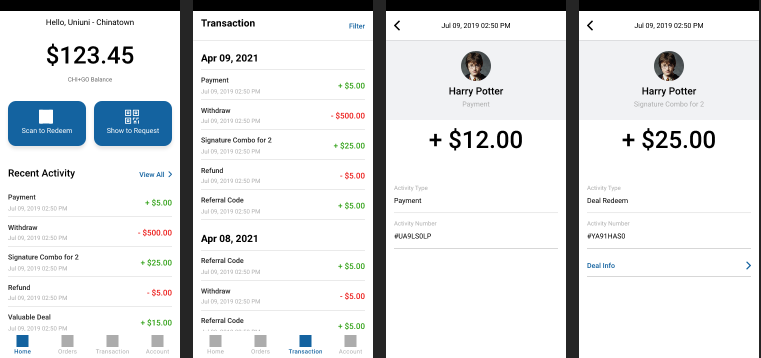 Hello, Uniuni - Chinatown
$123.45
CHI+GO Balance
Scan to Redeem
Show to Request
Recent Activity
View All
Payment
Jul 09, 2019 02:50 PM
+ $5.00
Withdraw
Jul 09, 2019 02:50 PM
- $500.00
Signature Combo for 2
Jul 09, 2019 02:50 PM
+ $25.00
Refund
Jul 09, 2019 02:50 PM
- $5.00
Valuable Deal
Jul 09, 2019 02:50 PM
+ $15.00
Home
Orders
Transaction
Account
Transaction
Filter
Apr 09, 2021
Payment
Jul 09, 2019 02:50 PM
+ $5.00
Withdraw
Jul 09, 2019 02:50 PM
- $500.00
Signature Combo for 2
Jul 09, 2019 02:50 PM
+ $25.00
Refund
Jul 09, 2019 02:50 PM
- $5.00
Referral Code
Jul 09, 2019 02:50 PM
+ $5.00
Apr 08, 2021
Referral Code
Jul 09, 2019 02:50 PM
+ $5.00
Withdraw
Jul 09, 2019 02:50 PM
- $5.00
Referral Code
Jul 09, 2019 02:50 PM
+ $5.00
Home
Orders
Transaction
Account
Jul 09, 2019 02:50 PM
Harry Potter
Payment
+ $12.00
Activity Type
Payment
Activity Number
#UA9LS0LP
Jul 09, 2019 02:50 PM
Harry Potter
Signature Combo for 2
+ $25.00
Activity Type
Deal Redeem
Activity Number
#YA91HAS0
Deal Info